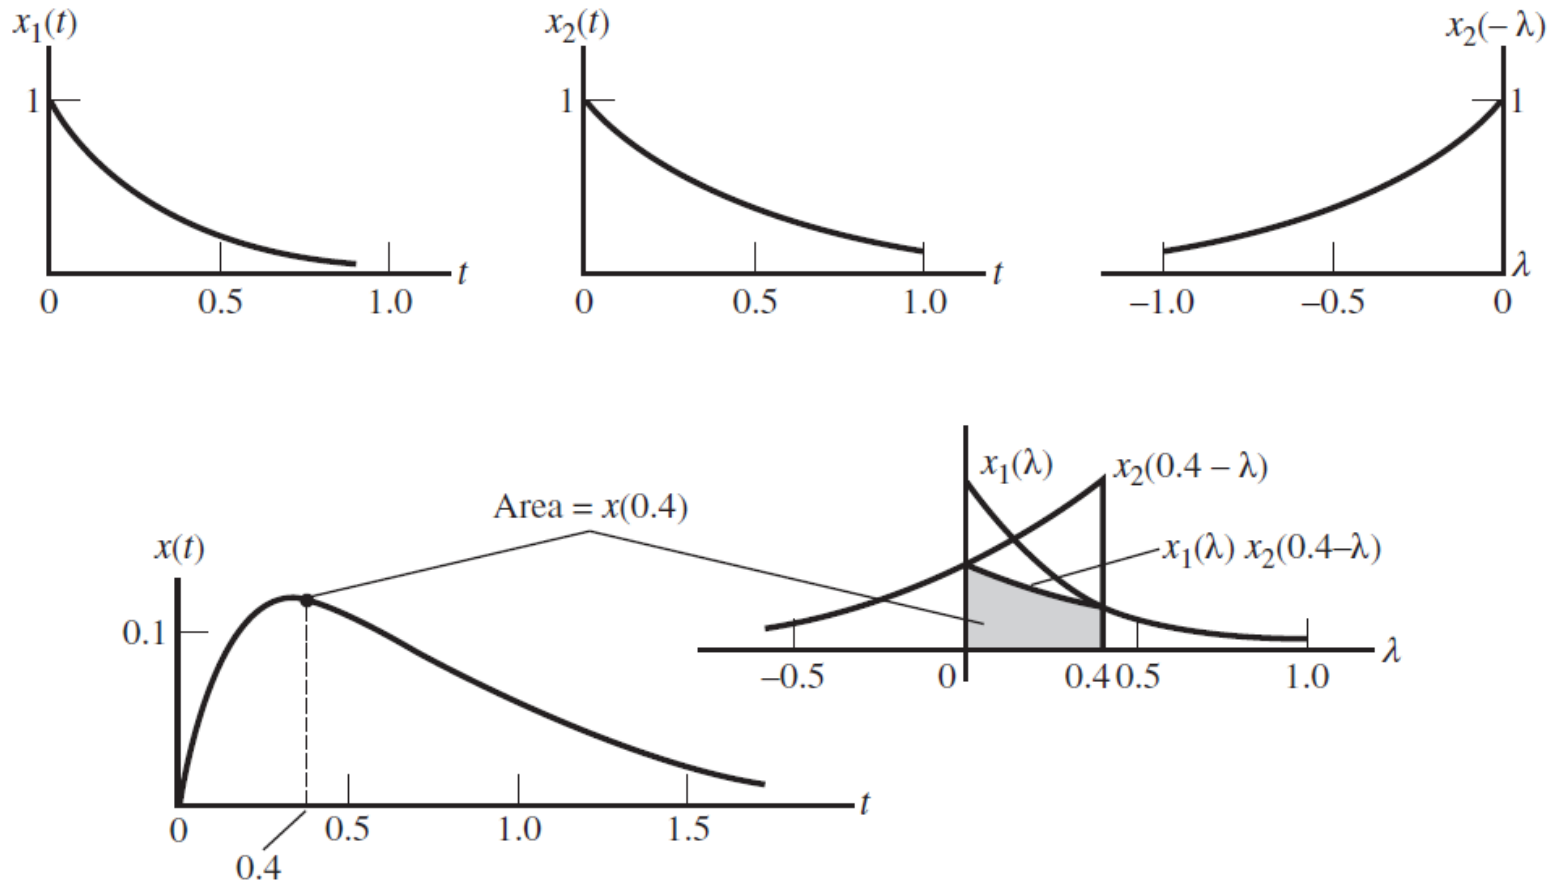 x₁(t)
1
0 0.5 1.0 t
x₂(t)
1
0 0.5 1.0 t
x₂(– λ)
1
–1.0 –0.5 0 λ
Area = x(0.4)
x(t)
0.1
0 0.5 1.0 1.5 t
0.4
x₁(λ) x₂(0.4 – λ)
x₁(λ) x₂(0.4–λ)
–0.5 0 0.4 0.5 1.0 λ